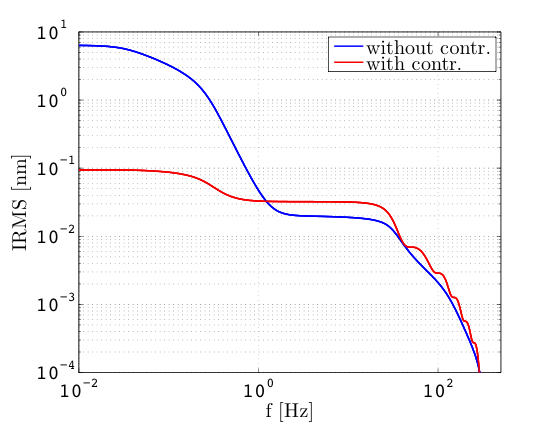 10^1
without contr.
with contr.
10^0
10^-1
IRMS [nm]
10^-2
10^-3
10^-4
10^-2 10^0 10^2
f [Hz]